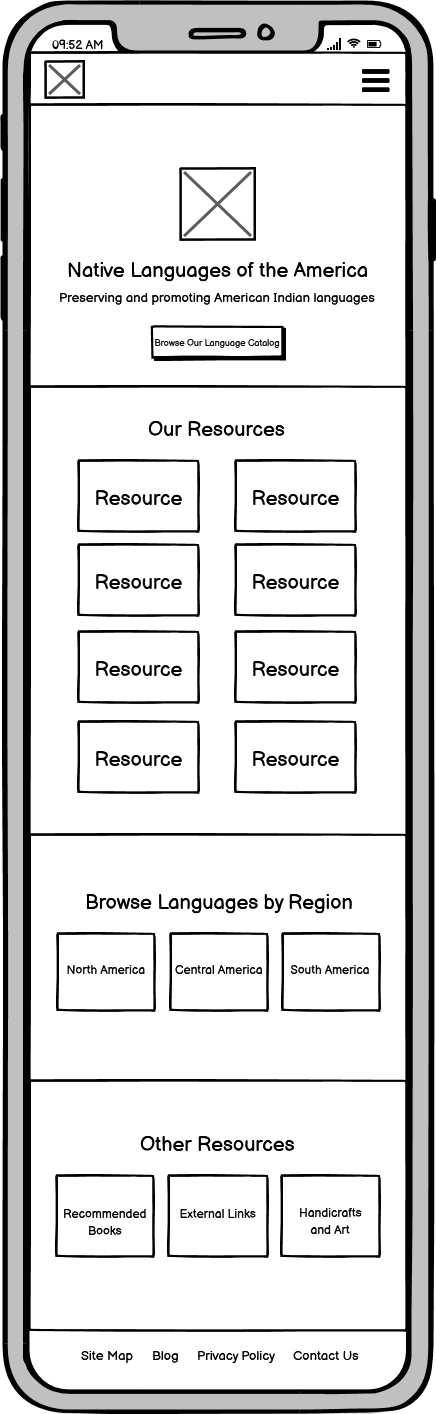 09:52 AM
Native Languages of the America
Preserving and promoting American Indian languages
Browse Our Language Catalog
Our Resources
Resource Resource
Resource Resource
Resource Resource
Resource Resource
Browse Languages by Region
North America Central America South America
Other Resources
Recommended
Books
External Links
Handicrafts
and Art
Site Map Blog Privacy Policy Contact Us